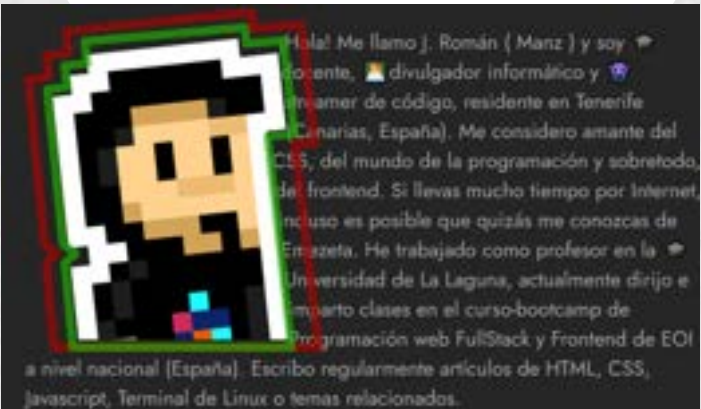 Hola! Me llamo J. Román ( Manz ) y soy 🎓
docente, 👨‍💻 divulgador informático y 👾
streamer de código, residente en Tenerife
(Canarias, España). Me considero amante del
CSS, del mundo de la programación y sobretodo,
del frontend. Si llevas mucho tiempo por Internet,
incluso es posible que quizás me conozcas de
Emezeta. He trabajado como profesor en la 🎓
Universidad de La Laguna, actualmente dirijo e
imparto clases en el curso-bootcamp de
Programación web FullStack y Frontend de EOI
a nivel nacional (España). Escribo regularmente artículos de HTML, CSS,
Javascript, Terminal de Linux o temas relacionados.